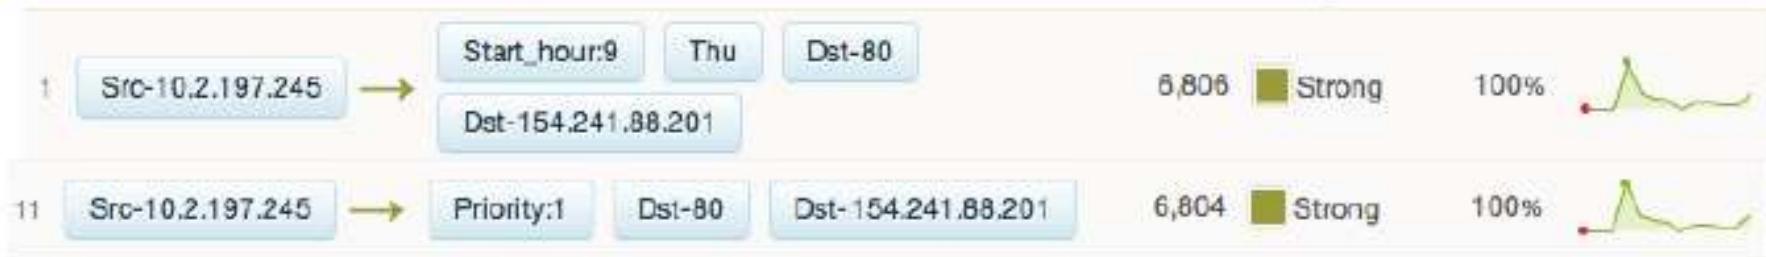 Start_hour:9 Thu Dst-80
1 Src-10.2.197.245 6,806 Strong 100%
Dst-154.241.88.201
11 Src-10.2.197.245 Priority:1 Dst-80 Dst-154.241.88.201 6,804 Strong 100%